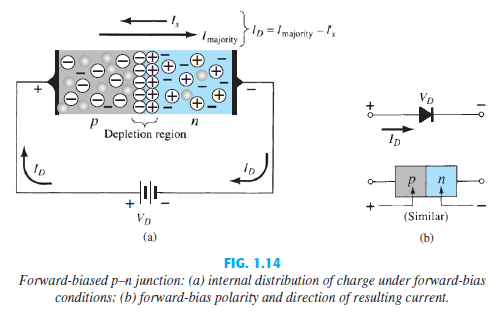 I_s
I_majority } I_D = I_majority – I_s
+ –
p n
Depletion region
I_D I_D
+ –
V_D
(a)
+ V_D –
I_D
p n
+ –
(Similar)
(b)
FIG. 1.14
Forward-biased p–n junction: (a) internal distribution of charge under forward-bias
conditions; (b) forward-bias polarity and direction of resulting current.